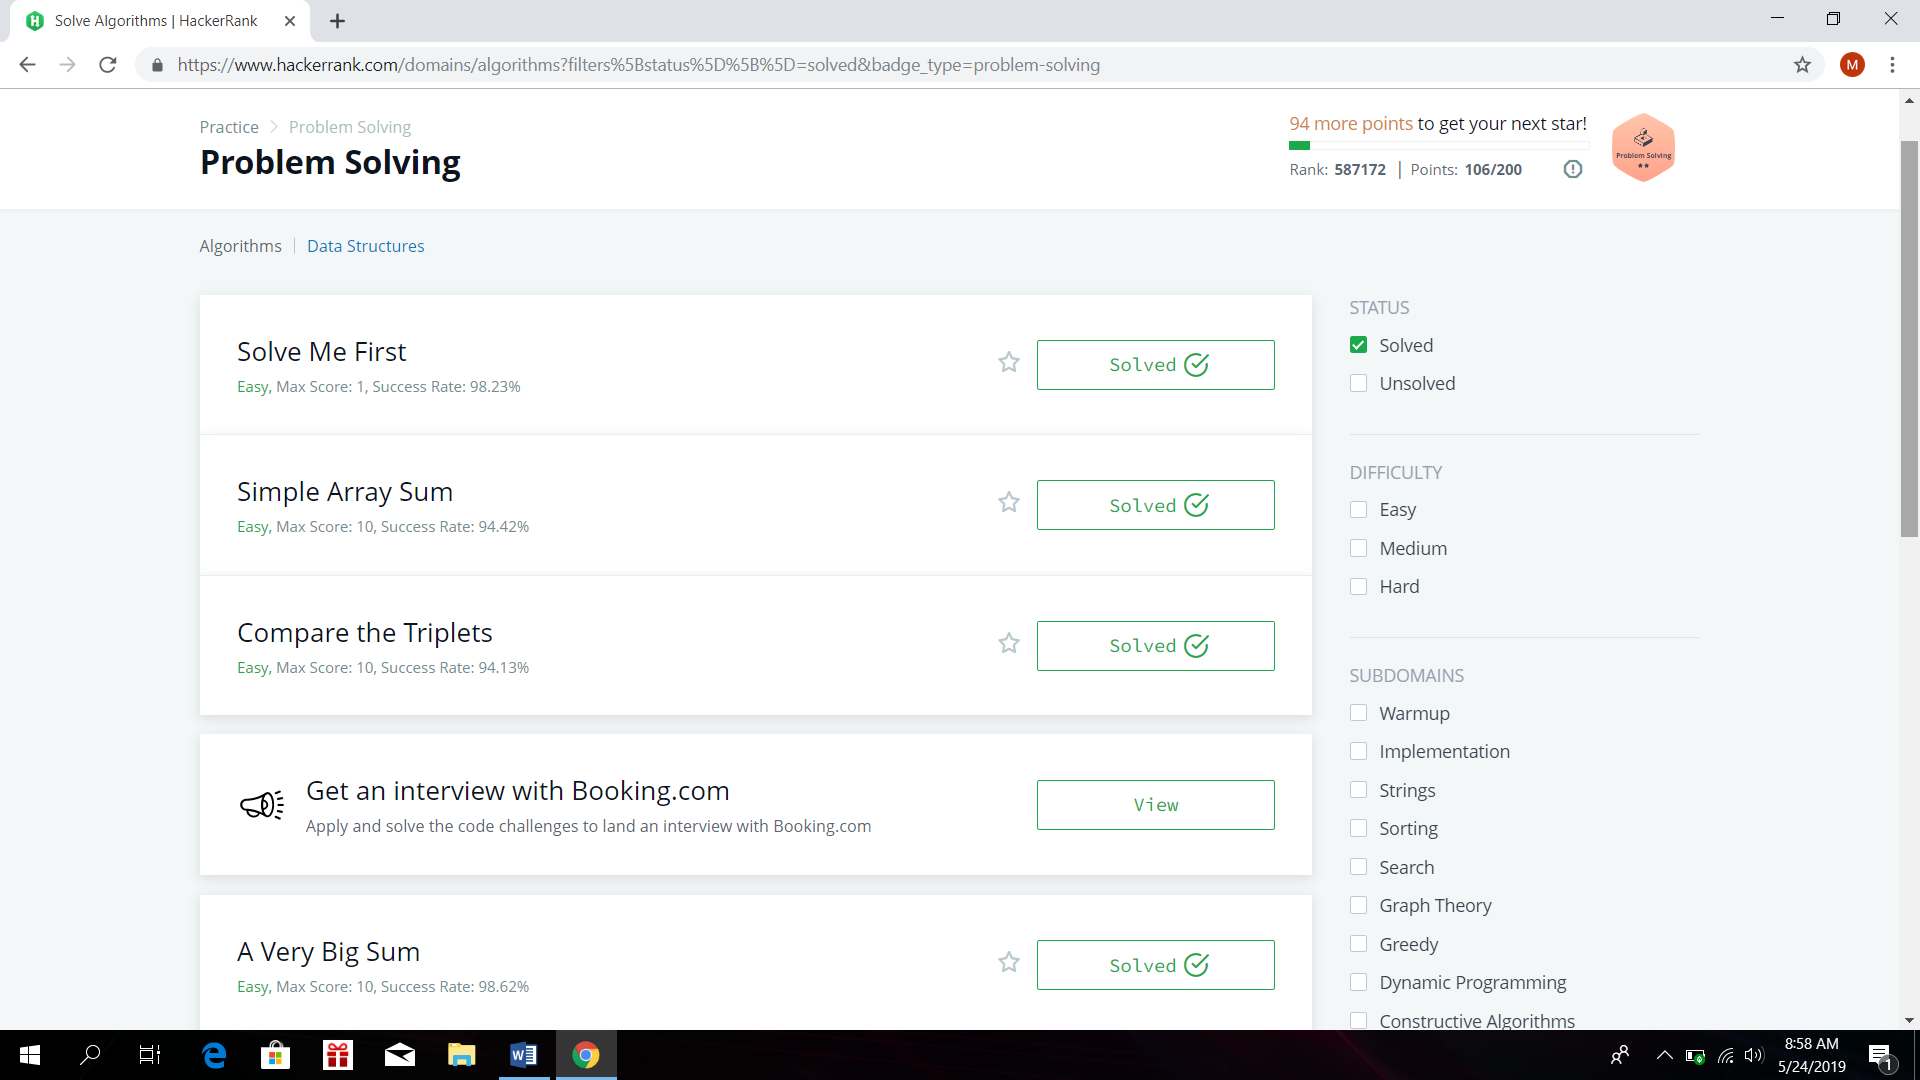 Solve Algorithms | HackerRank
https://www.hackerrank.com/domains/algorithms?filters%5Bstatus%5D%5B%5D=solved&badge_type=problem-solving
M
Practice
Problem Solving
Problem Solving
94 more points to get your next star!
Rank: 587172 | Points: 106/200
Problem Solving
Algorithms
Data Structures
Solve Me First
Easy, Max Score: 1, Success Rate: 98.23%
Solved
Simple Array Sum
Easy, Max Score: 10, Success Rate: 94.42%
Solved
Compare the Triplets
Easy, Max Score: 10, Success Rate: 94.13%
Solved
Get an interview with Booking.com
Apply and solve the code challenges to land an interview with Booking.com
View
A Very Big Sum
Easy, Max Score: 10, Success Rate: 98.62%
Solved
STATUS
Solved
Unsolved
DIFFICULTY
Easy
Medium
Hard
SUBDOMAINS
Warmup
Implementation
Strings
Sorting
Search
Graph Theory
Greedy
Dynamic Programming
Constructive Algorithms
8:58 AM
5/24/2019
1